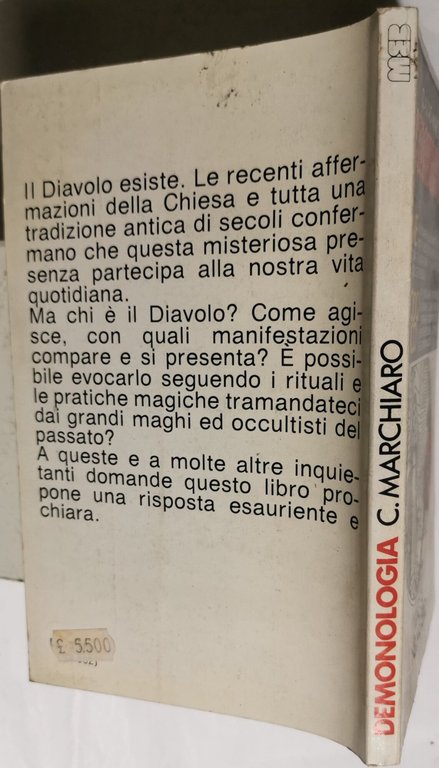 Il Diavolo esiste. Le recenti affer-
mazioni della Chiesa e tutta una
tradizione antica di secoli confer-
mano che questa misteriosa pre-
senza partecipa alla nostra vita
quotidiana.
Ma chi è il Diavolo? Come agi-
sce, con quali manifestazioni
compare e si presenta? È possi-
bile evocarlo seguendo i rituali e
le pratiche magiche tramandateci
dai grandi maghi ed occultisti del
passato?
A queste e a molte altre inquie-
tanti domande questo libro pro-
pone una risposta esauriente e
chiara.
£ 5.500
MEB
DEMONOLOGIA C. MARCHIARO